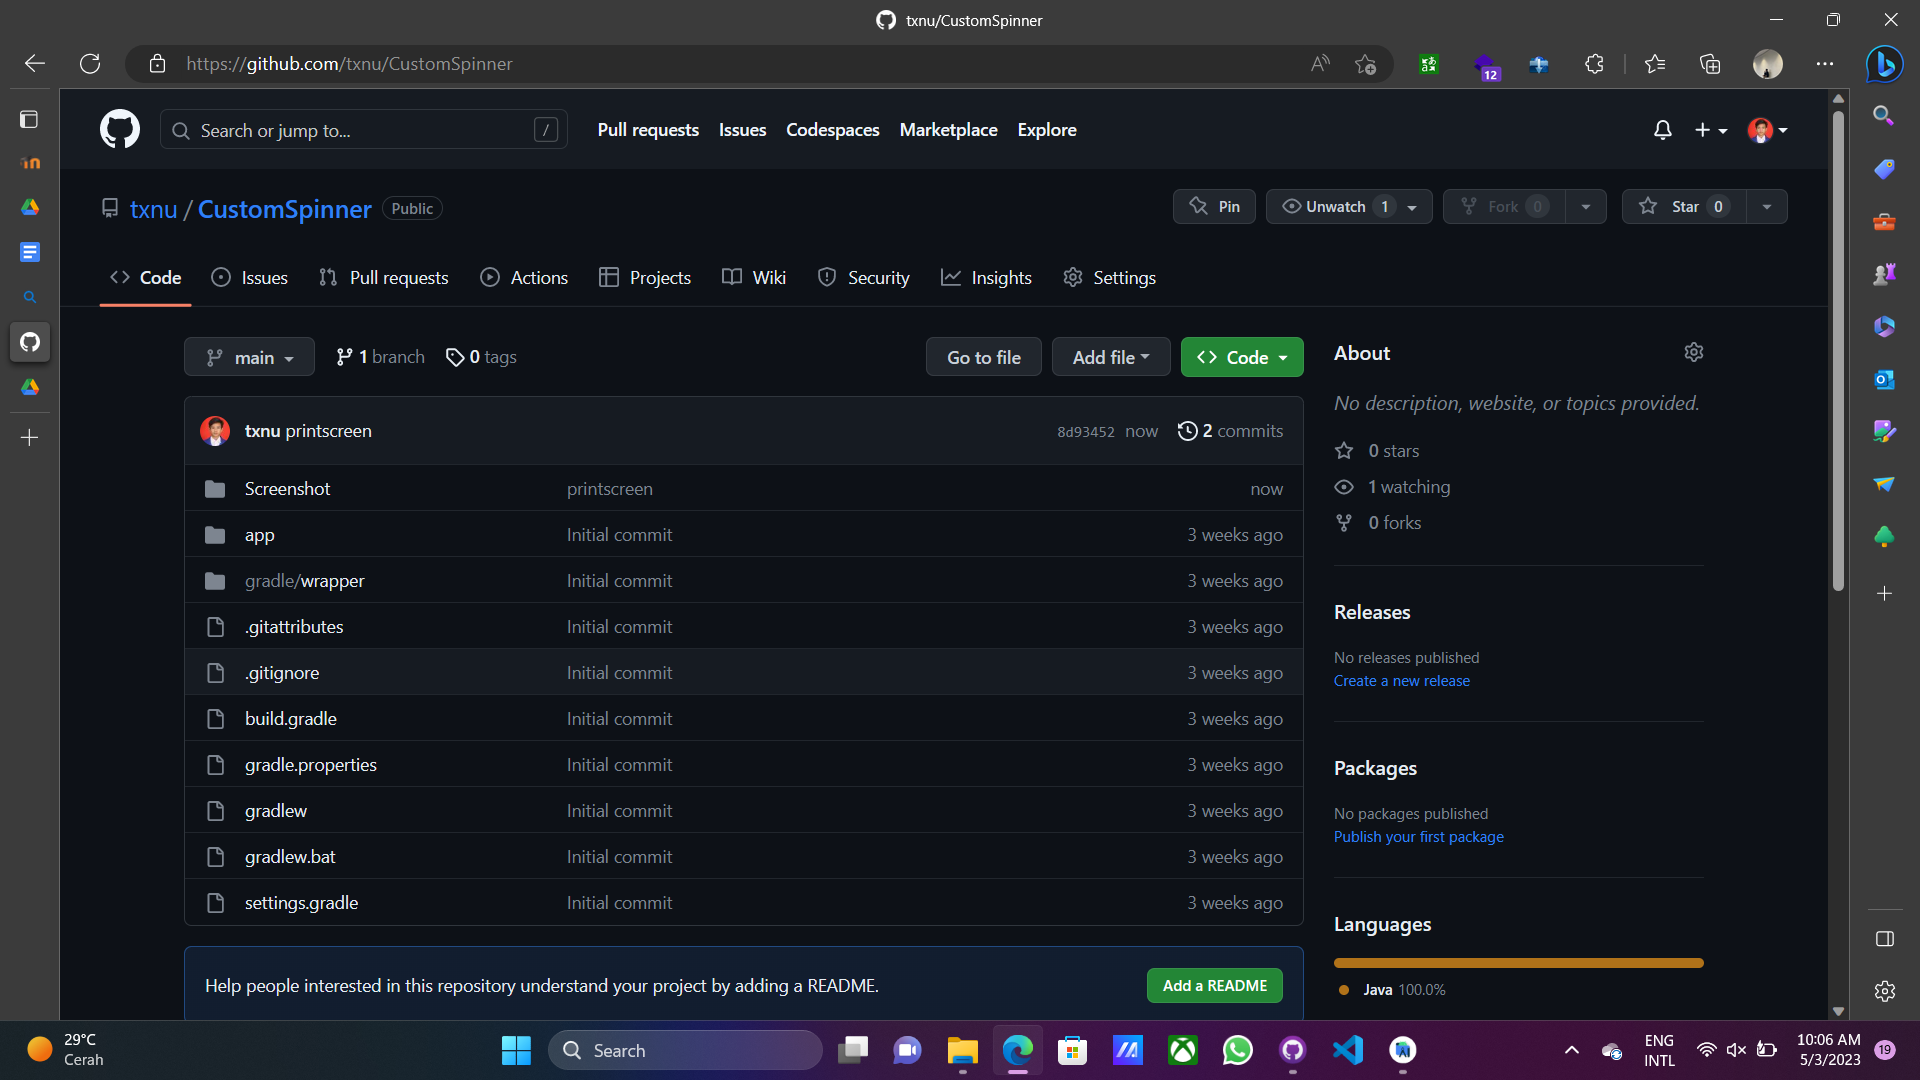 txnu/CustomSpinner
https://github.com/txnu/CustomSpinner
12
Search or jump to...
/
Pull requests
Issues
Codespaces
Marketplace
Explore
txnu / CustomSpinner
Public
Pin
Unwatch 1
Fork 0
Star 0
Code
Issues
Pull requests
Actions
Projects
Wiki
Security
Insights
Settings
main
1 branch
0 tags
Go to file
Add file
Code
txnu printscreen
8d93452 now
2 commits
Screenshot printscreen now
app Initial commit 3 weeks ago
gradle/wrapper Initial commit 3 weeks ago
.gitattributes Initial commit 3 weeks ago
.gitignore Initial commit 3 weeks ago
build.gradle Initial commit 3 weeks ago
gradle.properties Initial commit 3 weeks ago
gradlew Initial commit 3 weeks ago
gradlew.bat Initial commit 3 weeks ago
settings.gradle Initial commit 3 weeks ago
Help people interested in this repository understand your project by adding a README.
Add a README
About
No description, website, or topics provided.
0 stars
1 watching
0 forks
Releases
No releases published
Create a new release
Packages
No packages published
Publish your first package
Languages
Java 100.0%
29°C
Cerah
Search
ENG
INTL
10:06 AM
5/3/2023
19